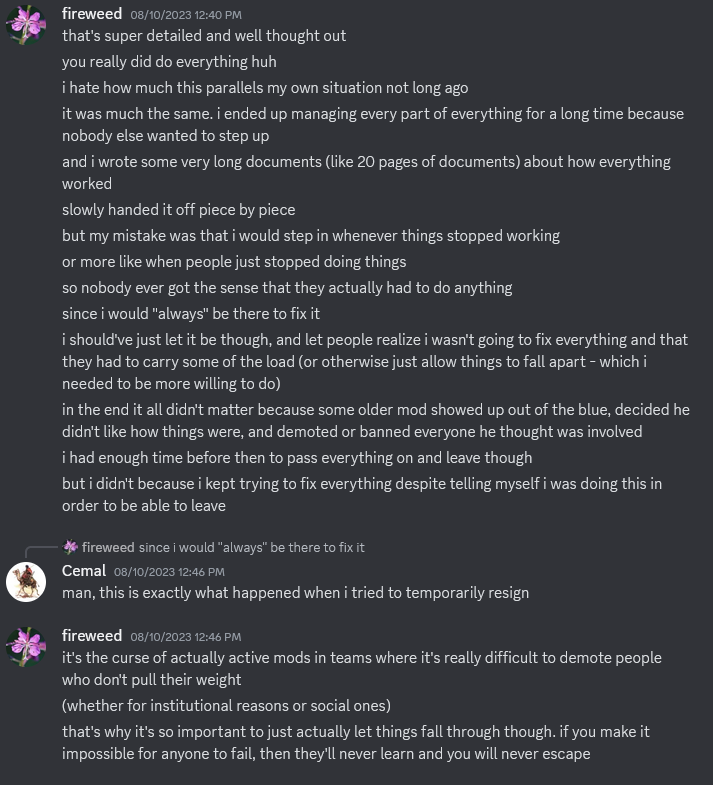 fireweed 08/10/2023 12:40 PM
that's super detailed and well thought out
you really did do everything huh
i hate how much this parallels my own situation not long ago
it was much the same. i ended up managing every part of everything for a long time because
nobody else wanted to step up
and i wrote some very long documents (like 20 pages of documents) about how everything
worked
slowly handed it off piece by piece
but my mistake was that i would step in whenever things stopped working
or more like when people just stopped doing things
so nobody ever got the sense that they actually had to do anything
since i would "always" be there to fix it
i should've just let it be though, and let people realize i wasn't going to fix everything and that
they had to carry some of the load (or otherwise just allow things to fall apart - which i
needed to be more willing to do)
in the end it all didn't matter because some older mod showed up out of the blue, decided he
didn't like how things were, and demoted or banned everyone he thought was involved
i had enough time before then to pass everything on and leave though
but i didn't because i kept trying to fix everything despite telling myself i was doing this in
order to be able to leave
fireweed since i would "always" be there to fix it
Cemal 08/10/2023 12:46 PM
man, this is exactly what happened when i tried to temporarily resign
fireweed 08/10/2023 12:46 PM
it's the curse of actually active mods in teams where it's really difficult to demote people
who don't pull their weight
(whether for institutional reasons or social ones)
that's why it's so important to just actually let things fall through though. if you make it
impossible for anyone to fail, then they'll never learn and you will never escape